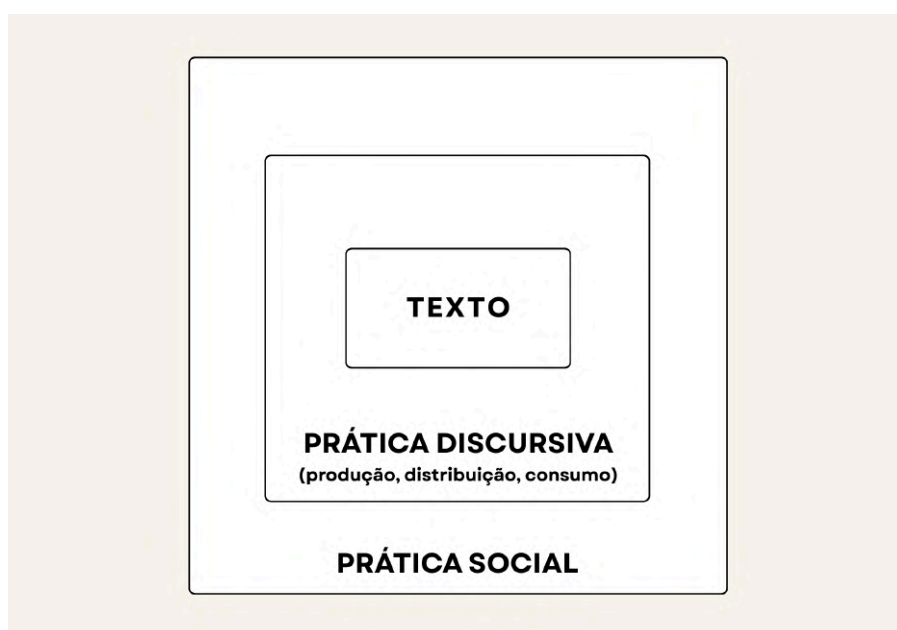 TEXTO
PRÁTICA DISCURSIVA
(produção, distribuição, consumo)
PRÁTICA SOCIAL